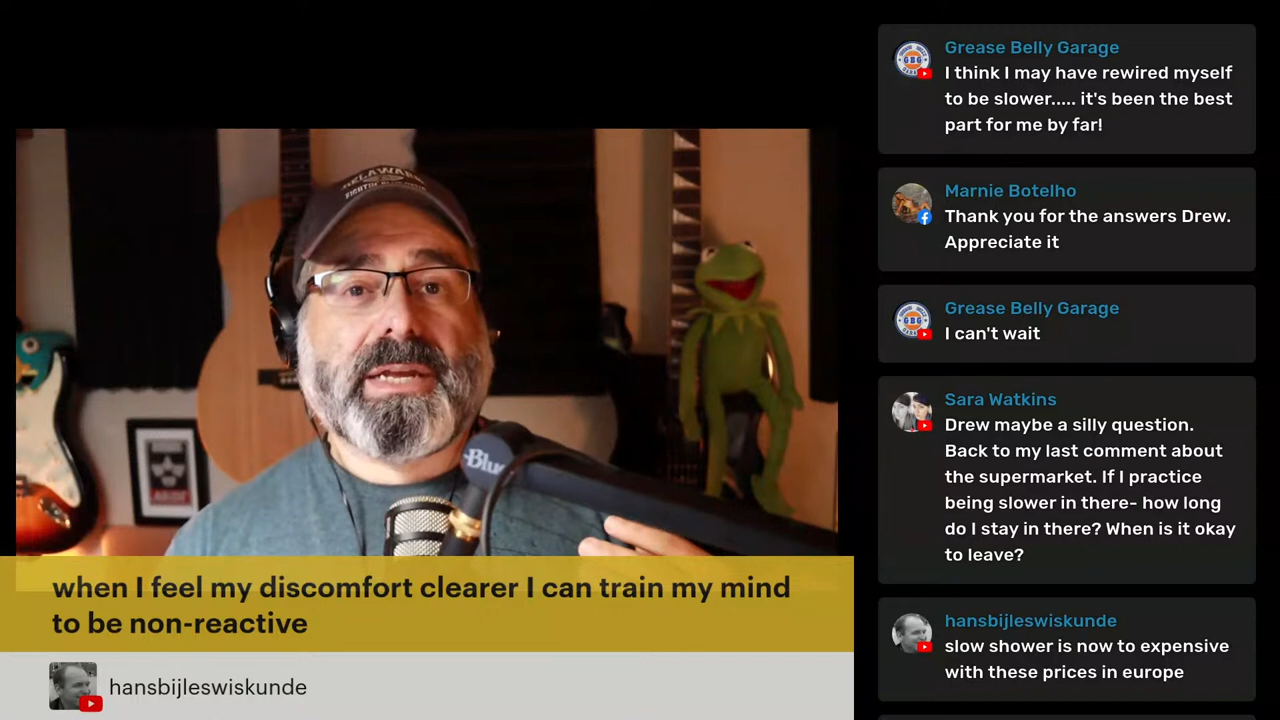 DELAWARE
FIGHTIN'
Blue
when I feel my discomfort clearer I can train my mind
to be non-reactive
hansbijleswiskunde
Grease Belly Garage
I think I may have rewired myself
to be slower..... it's been the best
part for me by far!
Marnie Botelho
Thank you for the answers Drew.
Appreciate it
Grease Belly Garage
I can't wait
Sara Watkins
Drew maybe a silly question.
Back to my last comment about
the supermarket. If I practice
being slower in there- how long
do I stay in there? When is it okay
to leave?
hansbijleswiskunde
slow shower is now to expensive
with these prices in europe